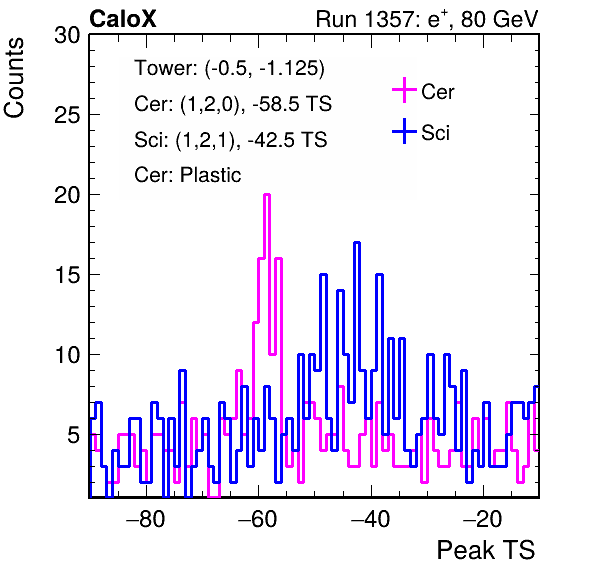 CaloX Run 1357: e⁺, 80 GeV
Counts
30
25
20
15
10
5
Tower: (-0.5, -1.125)
Cer: (1,2,0), -58.5 TS
Sci: (1,2,1), -42.5 TS
Cer: Plastic
Cer
Sci
−80 −60 −40 −20
Peak TS